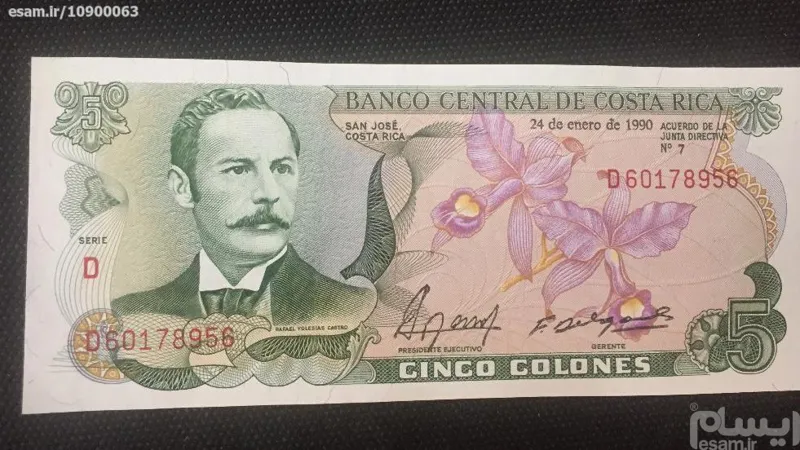 esam.ir/10900063
5
BANCO CENTRAL DE COSTA RICA
SAN JOSÉ,
COSTA RICA
24 de enero de 1990
ACUERDO DE LA
JUNTA DIRECTIVA
Nº 7
D60178956
SERIE
D
D60178956
RAFAEL YGLESIAS CASTRO
PRESIDENTE EJECUTIVO
GERENTE
CINCO COLONES
5
ایسام
esam.ir